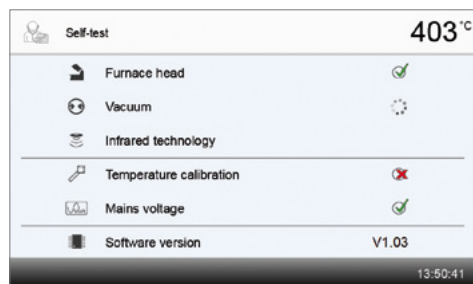 Self-test 403 °C
Furnace head
Vacuum
Infrared technology
Temperature calibration
Mains voltage
Software version V1.03
13:50:41